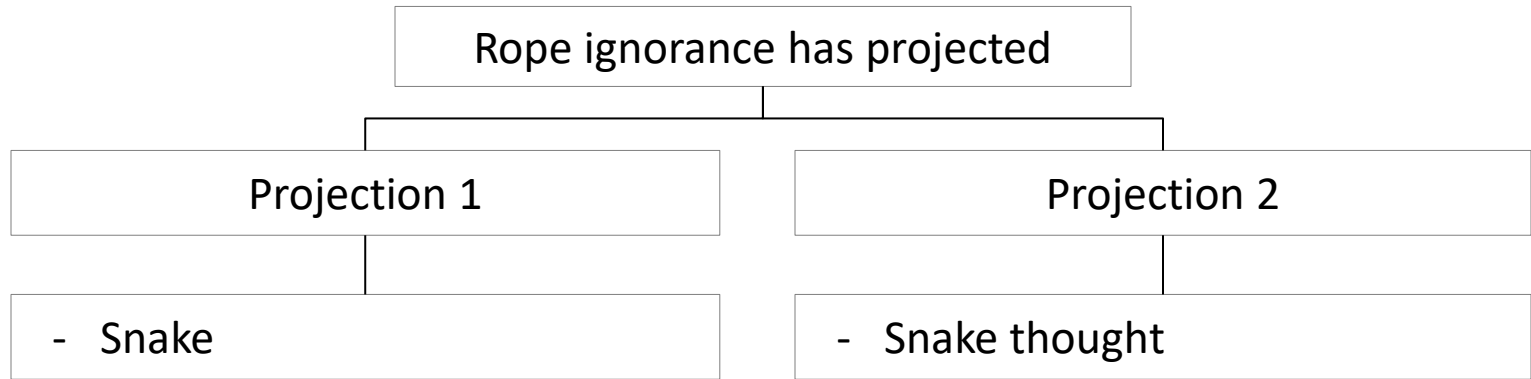 Rope ignorance has projected
Projection 1
Projection 2
- Snake
- Snake thought